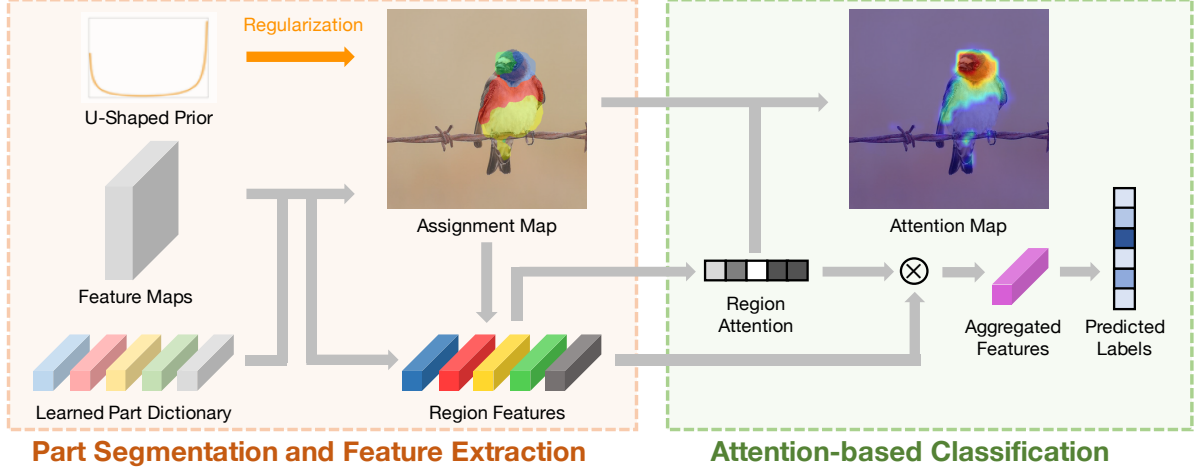 Regularization
U-Shaped Prior
Assignment Map
Attention Map
Feature Maps
Region
Attention
Aggregated
Features
Predicted
Labels
Learned Part Dictionary
Region Features
Part Segmentation and Feature Extraction
Attention-based Classification